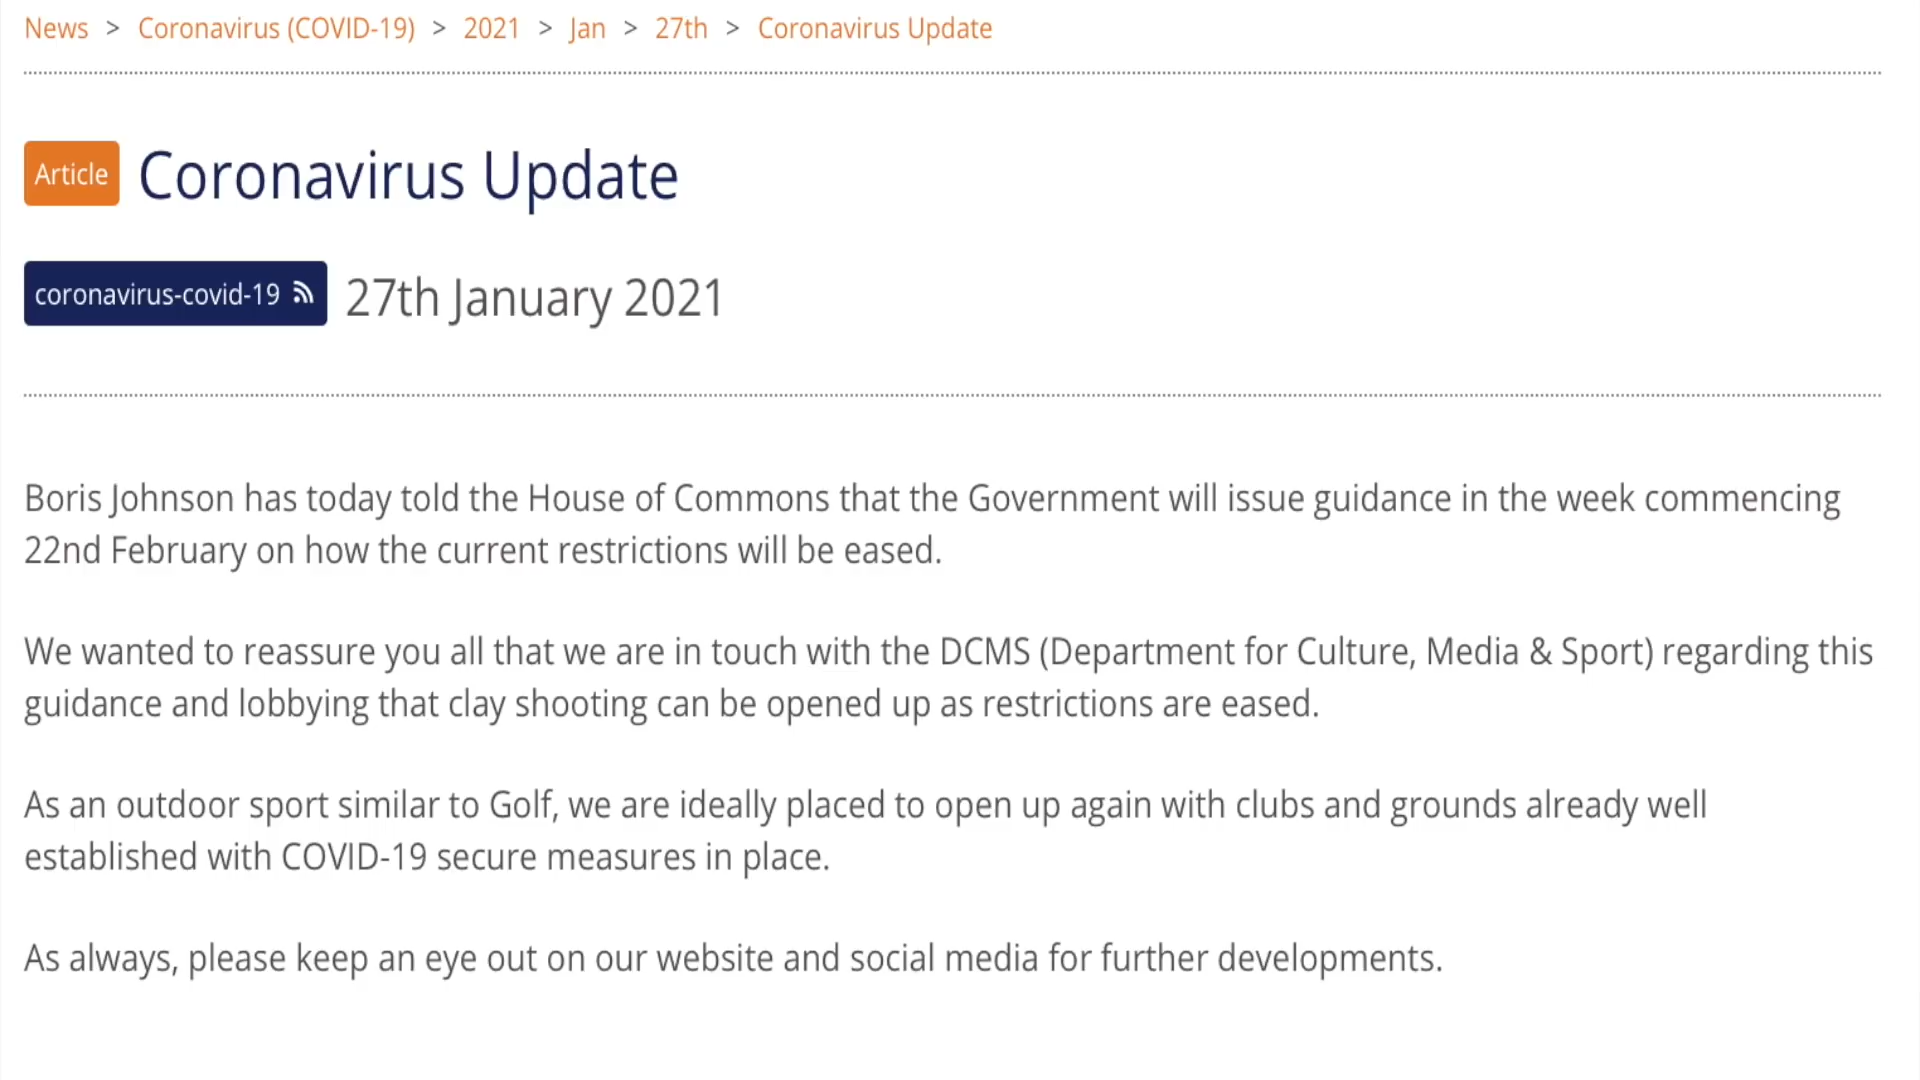 News > Coronavirus (COVID-19) > 2021 > Jan > 27th > Coronavirus Update
Article Coronavirus Update
coronavirus-covid-19 27th January 2021
Boris Johnson has today told the House of Commons that the Government will issue guidance in the week commencing
22nd February on how the current restrictions will be eased.
We wanted to reassure you all that we are in touch with the DCMS (Department for Culture, Media & Sport) regarding this
guidance and lobbying that clay shooting can be opened up as restrictions are eased.
As an outdoor sport similar to Golf, we are ideally placed to open up again with clubs and grounds already well
established with COVID-19 secure measures in place.
As always, please keep an eye out on our website and social media for further developments.